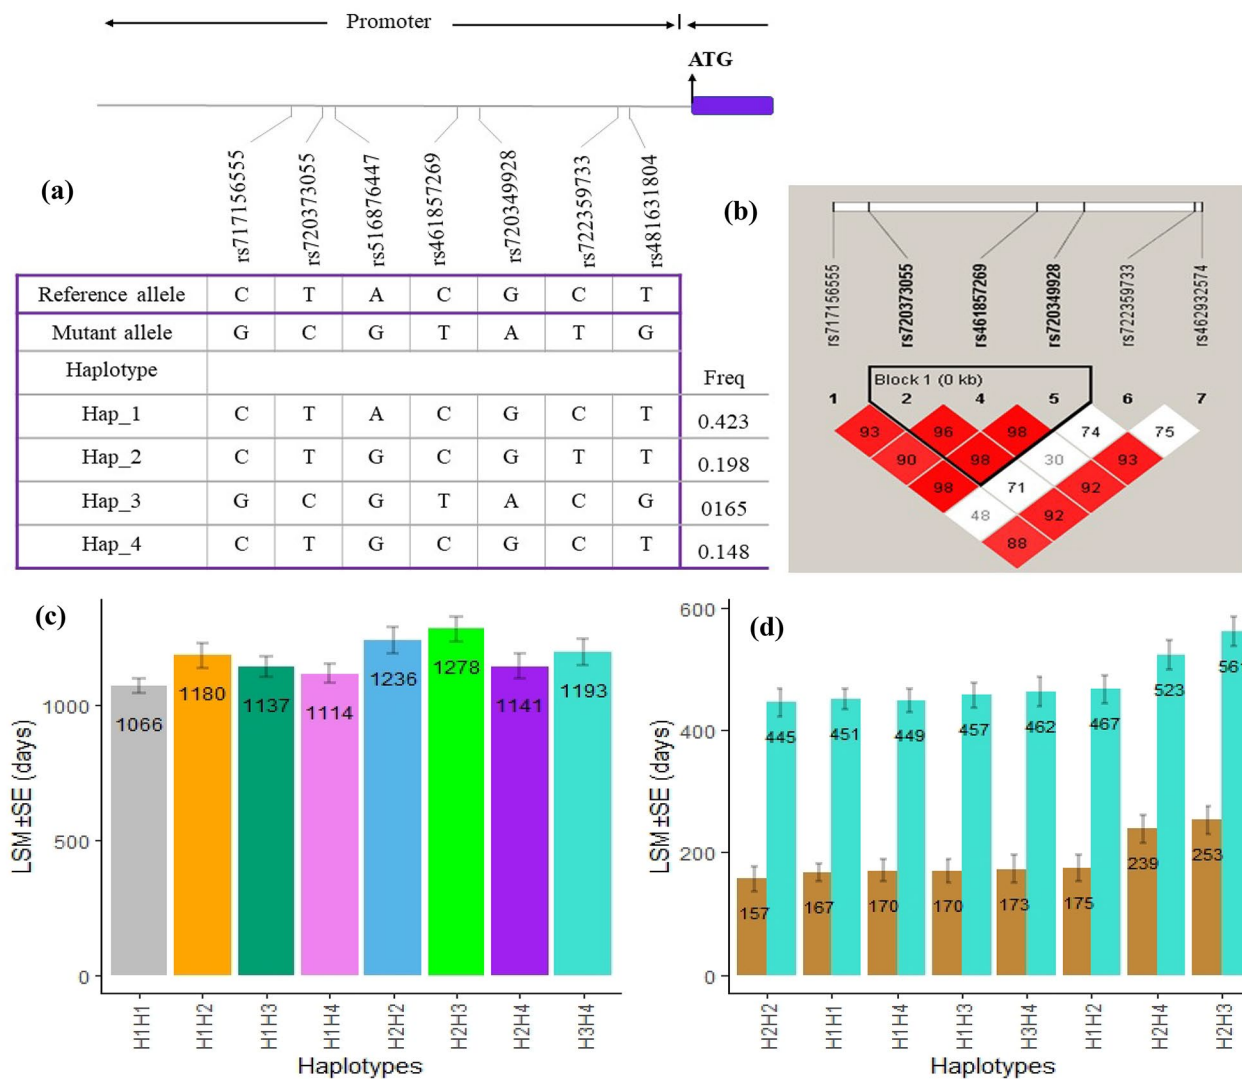 Promoter
ATG
(a)
rs717156555
rs720373055
rs516876447
rs461857269
rs720349928
rs722359733
rs481631804
Reference allele C T A C G C T
Mutant allele G C G T A T G
Haplotype Freq
Hap_1 C T A C G C T 0.423
Hap_2 C T G C G T T 0.198
Hap_3 G C G T A C G 0165
Hap_4 C T G C G C T 0.148
(b)
rs717156555
rs720373055
rs461857269
rs720349928
rs722359733
rs462932574
Block 1 (0 kb)
1 2 4 5 6 7
93 96 98 74 75
90 98 30 93
98 71 92
48 92
88
(c)
LSM ±SE (days)
1000
500
0
1066 1180 1137 1114 1236 1278 1141 1193
H1H1 H1H2 H1H3 H1H4 H2H2 H2H3 H2H4 H3H4
Haplotypes
(d)
LSM ±SE (days)
600
400
200
0
445 451 449 457 462 467 523 561
157 167 170 170 173 175 239 253
H2H2 H1H1 H1H4 H1H3 H3H4 H1H2 H2H4 H2H3
Haplotypes